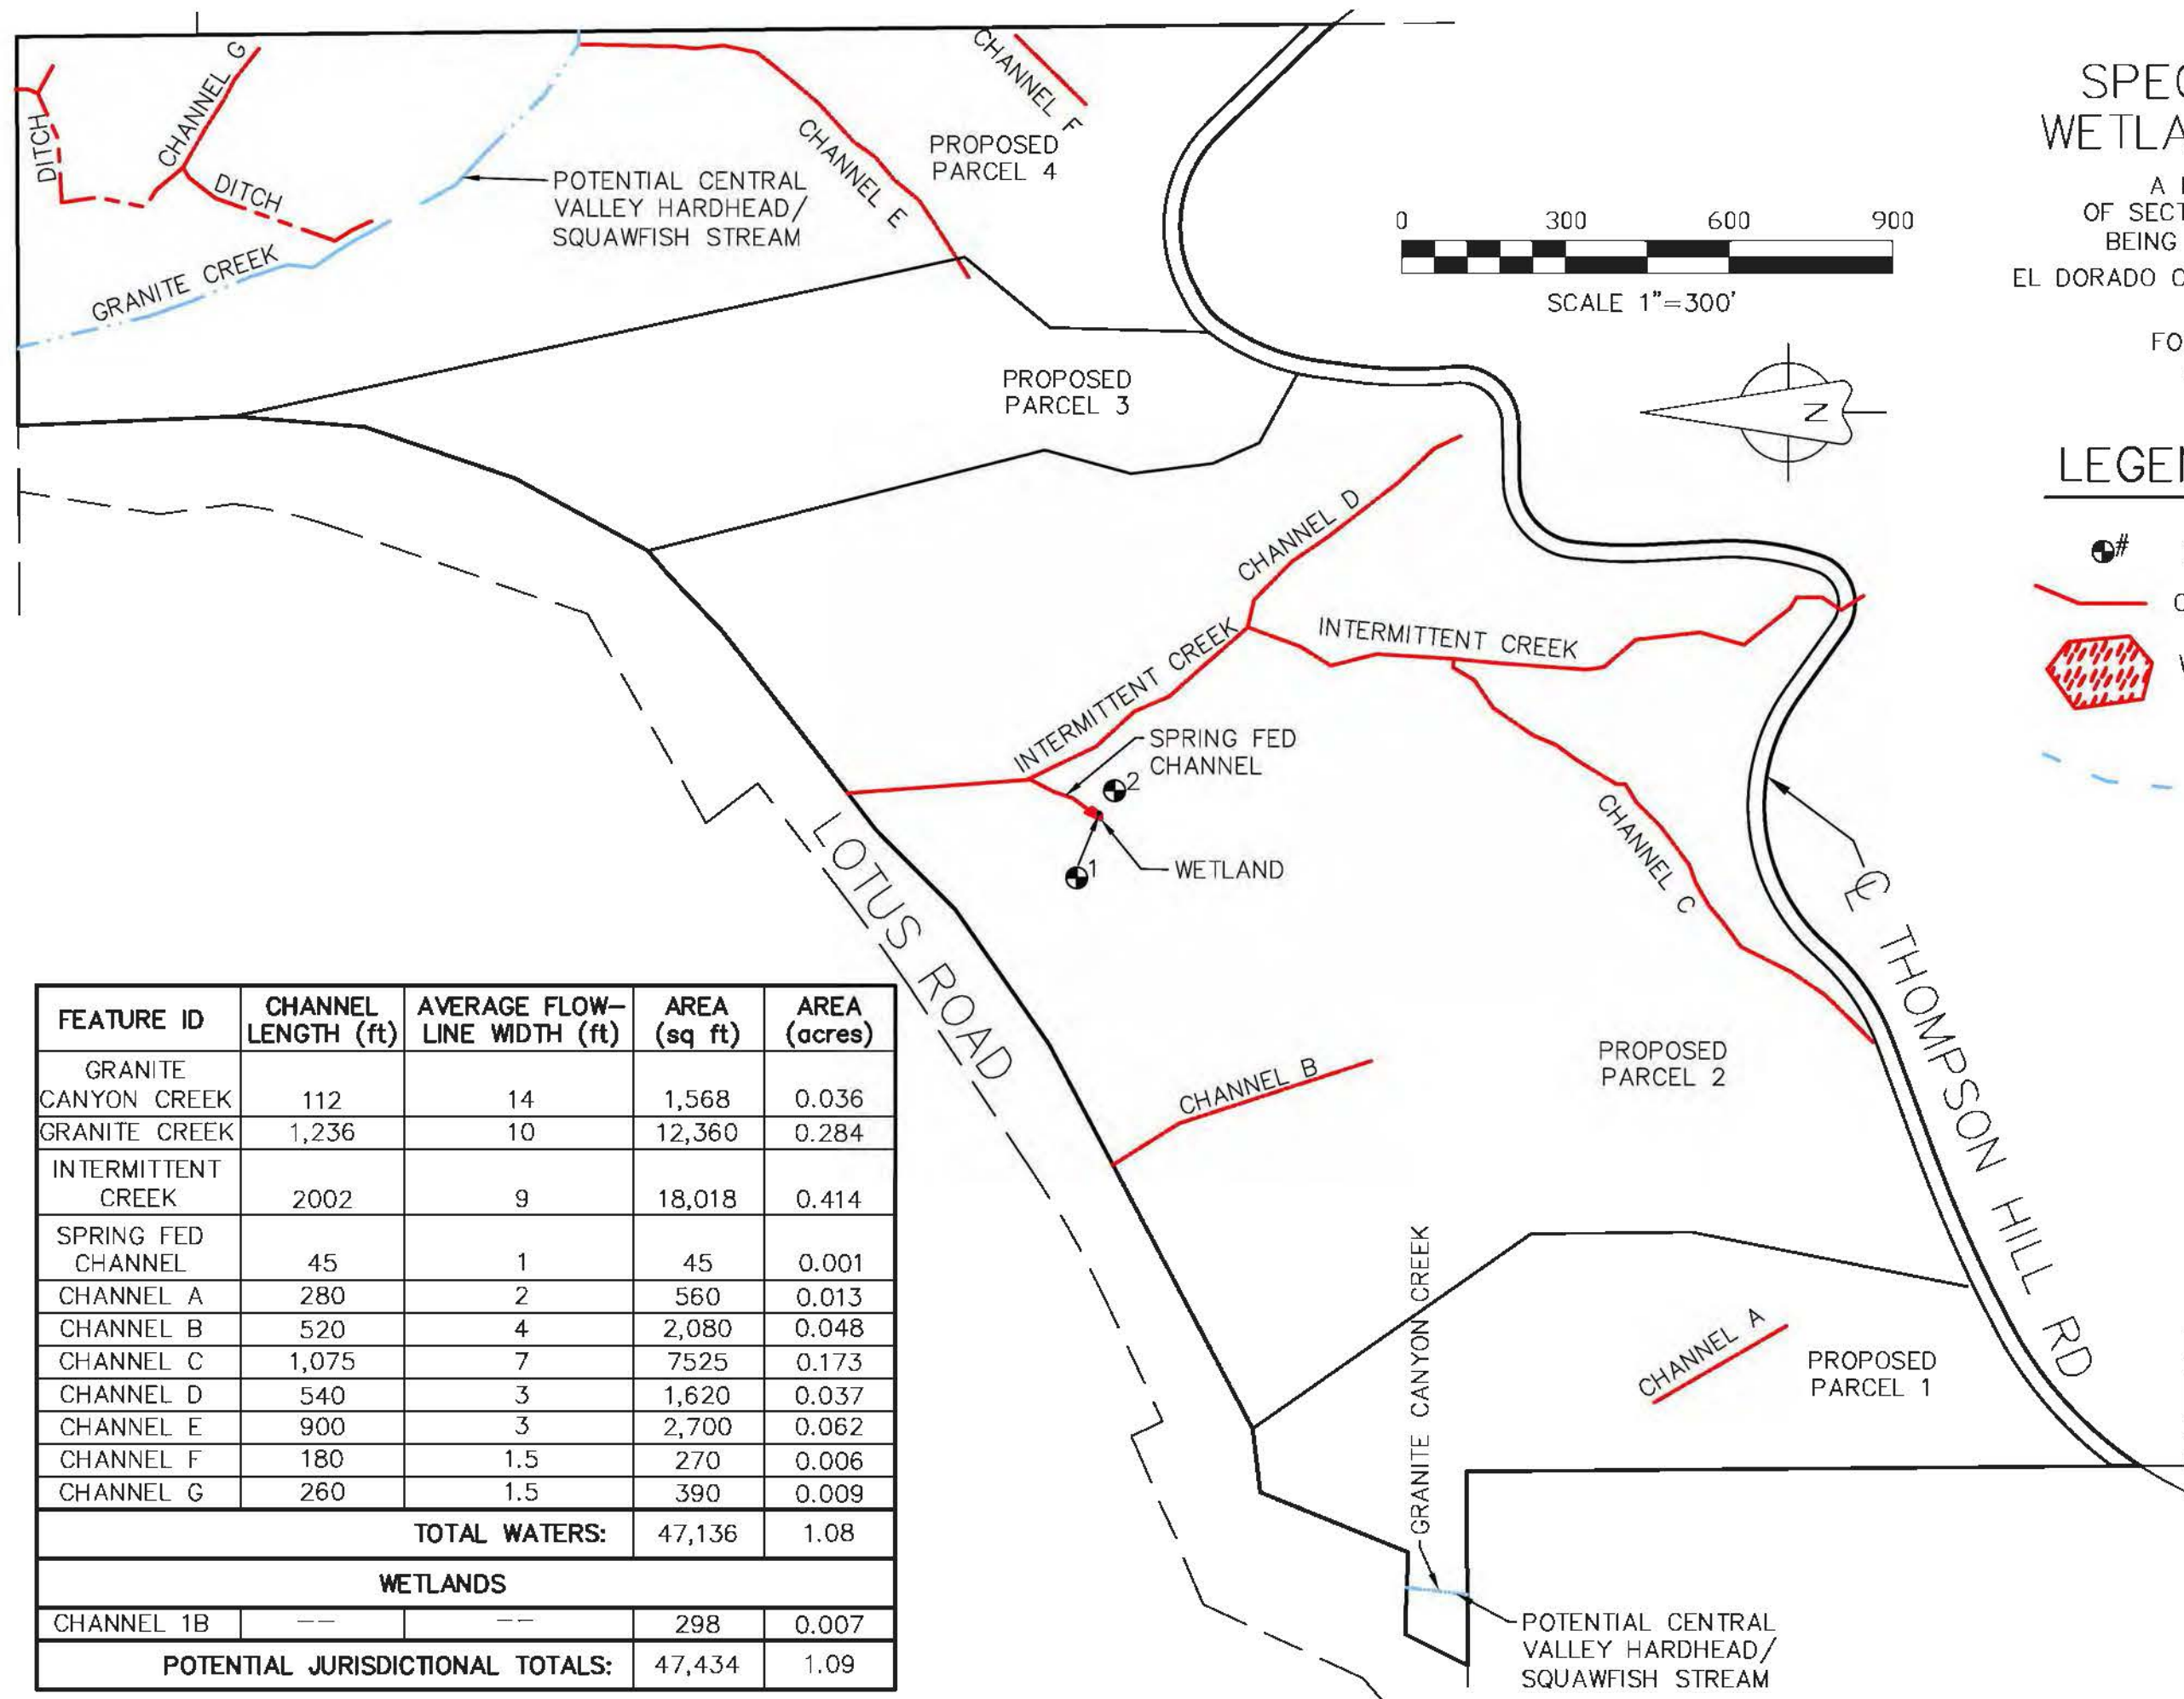 CHANNEL G
DITCH
DITCH
GRANITE CREEK
POTENTIAL CENTRAL
VALLEY HARDHEAD/
SQUAWFISH STREAM
CHANNEL E
CHANNEL F
PROPOSED
PARCEL 4
0 300 600 900
SCALE 1"=300'
N
PROPOSED
PARCEL 3
CHANNEL D
INTERMITTENT CREEK
INTERMITTENT CREEK
SPRING FED
CHANNEL
2
1
WETLAND
CHANNEL C
LOTUS ROAD
℄ THOMPSON HILL RD
CHANNEL B
PROPOSED
PARCEL 2
GRANITE CANYON CREEK
CHANNEL A
PROPOSED
PARCEL 1
POTENTIAL CENTRAL
VALLEY HARDHEAD/
SQUAWFISH STREAM
OF SECT
BEING
EL DORADO
#
FEATURE ID CHANNEL LENGTH (ft) AVERAGE FLOW-LINE WIDTH (ft) AREA (sq ft) AREA (acres)
GRANITE
CANYON CREEK 112 14 1,568 0.036
GRANITE CREEK 1,236 10 12,360 0.284
INTERMITTENT
CREEK 2002 9 18,018 0.414
SPRING FED
CHANNEL 45 1 45 0.001
CHANNEL A 280 2 560 0.013
CHANNEL B 520 4 2,080 0.048
CHANNEL C 1,075 7 7525 0.173
CHANNEL D 540 3 1,620 0.037
CHANNEL E 900 3 2,700 0.062
CHANNEL F 180 1.5 270 0.006
CHANNEL G 260 1.5 390 0.009
TOTAL WATERS: 47,136 1.08
WETLANDS
CHANNEL 1B -- -- 298 0.007
POTENTIAL JURISDICTIONAL TOTALS: 47,434 1.09